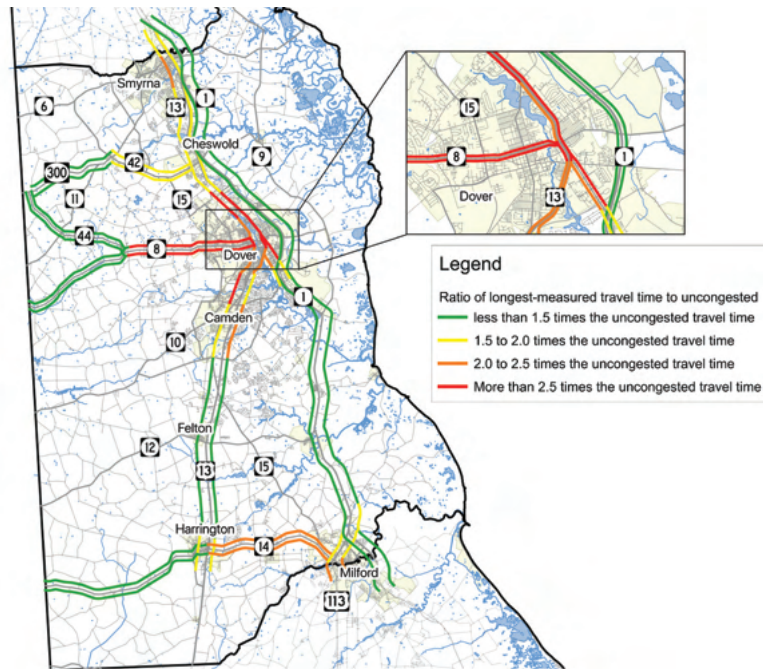 Smyrna
6
13
1
Cheswold
9
300
42
11
15
44
8
Dover
1
Camden
10
Felton
12
13
15
Harrington
14
Milford
113
15
8
1
13
Dover
Legend
Ratio of longest-measured travel time to uncongested
less than 1.5 times the uncongested travel time
1.5 to 2.0 times the uncongested travel time
2.0 to 2.5 times the uncongested travel time
More than 2.5 times the uncongested travel time